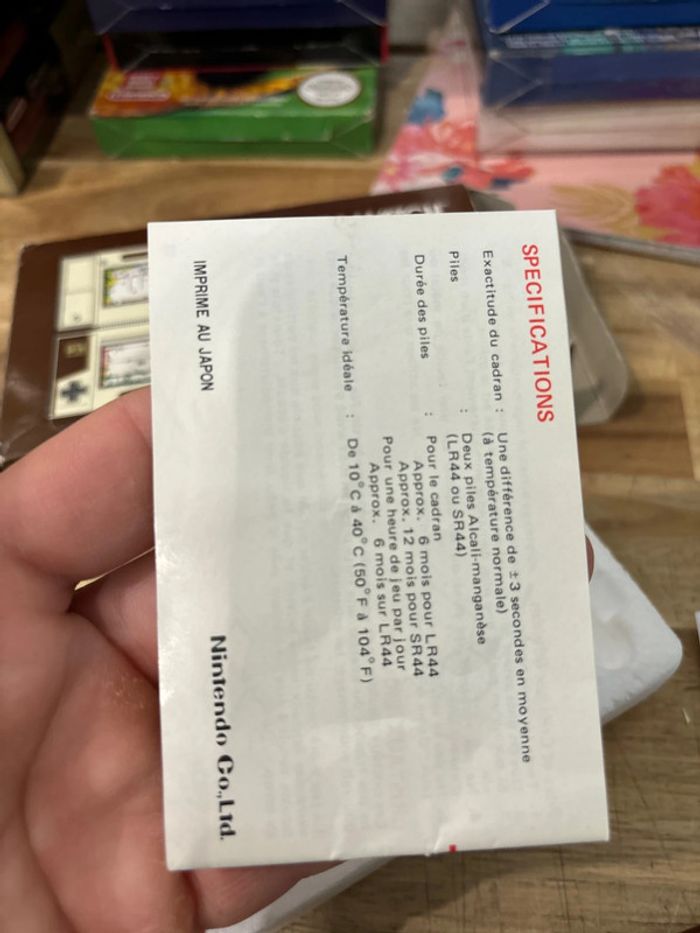 SPECIFICATIONS
Exactitude du cadran : Une différence de ±3 secondes en moyenne
(à température normale)
Piles : Deux piles Alcali-manganèse
(LR44 ou SR44)
Durée des piles : Pour le cadran
Approx. 6 mois pour LR44
Approx. 12 mois pour SR44
Pour une heure de jeu par jour
Approx. 6 mois sur LR44
Température idéale : De 10°C à 40°C (50°F à 104°F)
IMPRIME AU JAPON
Nintendo Co.,Ltd.